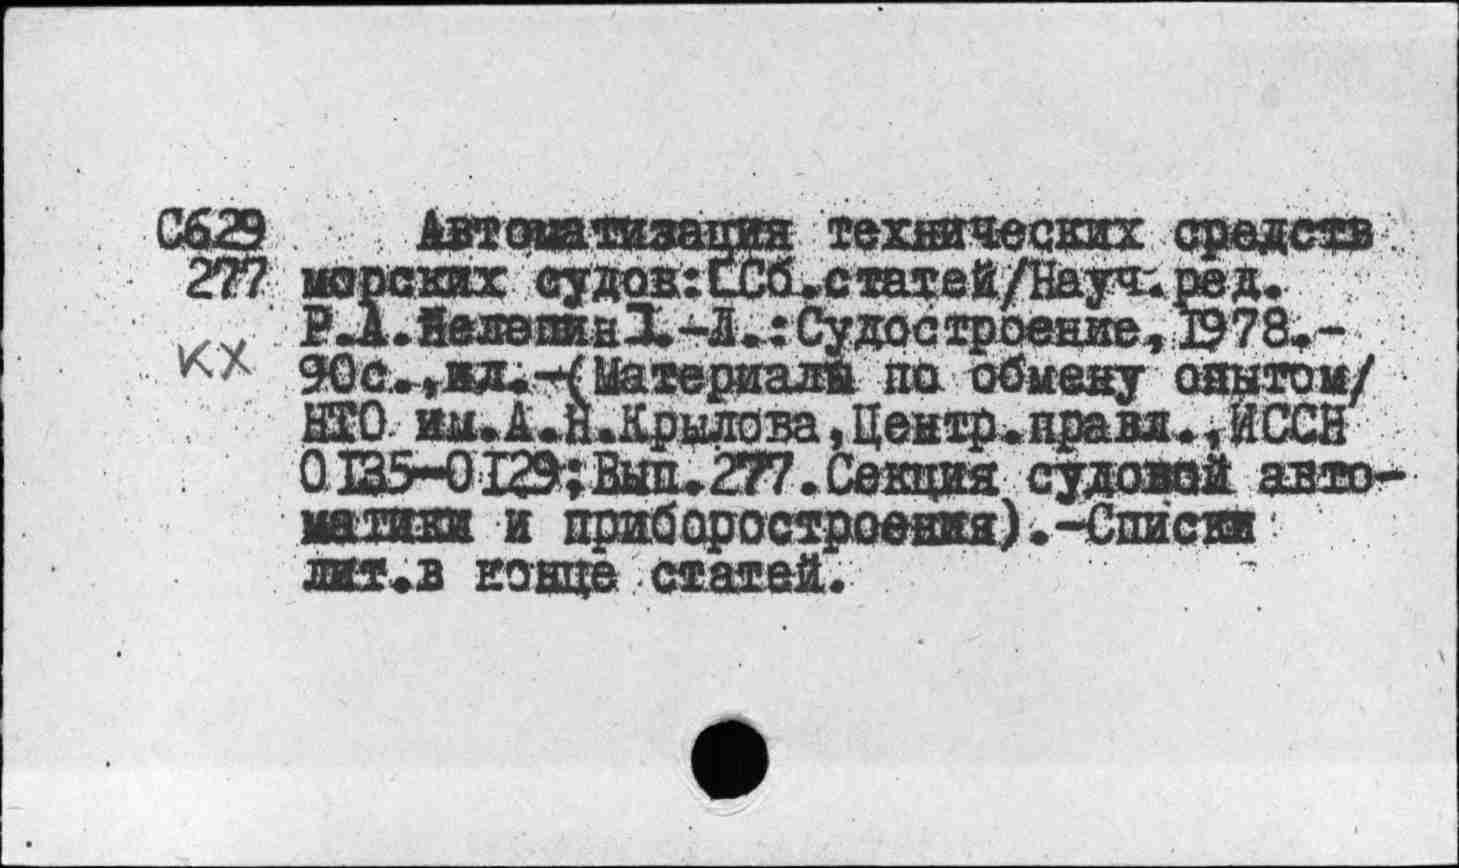 С629 Автоматизация технических средств
277 морских судов:[Сб.статей/Науч.ред.
Р.А.Нелепин].-Л.:Судостроение,1978.-
КХ 90с.,ил.-(Материалы по обмену опытом/
НТО им.А.Н.Крылова,Центр.правл.,ИССН
0135-0129;Вып.277.Секция судовой авто-
матики и приборостроения).-Списки
лит.в конце статей.